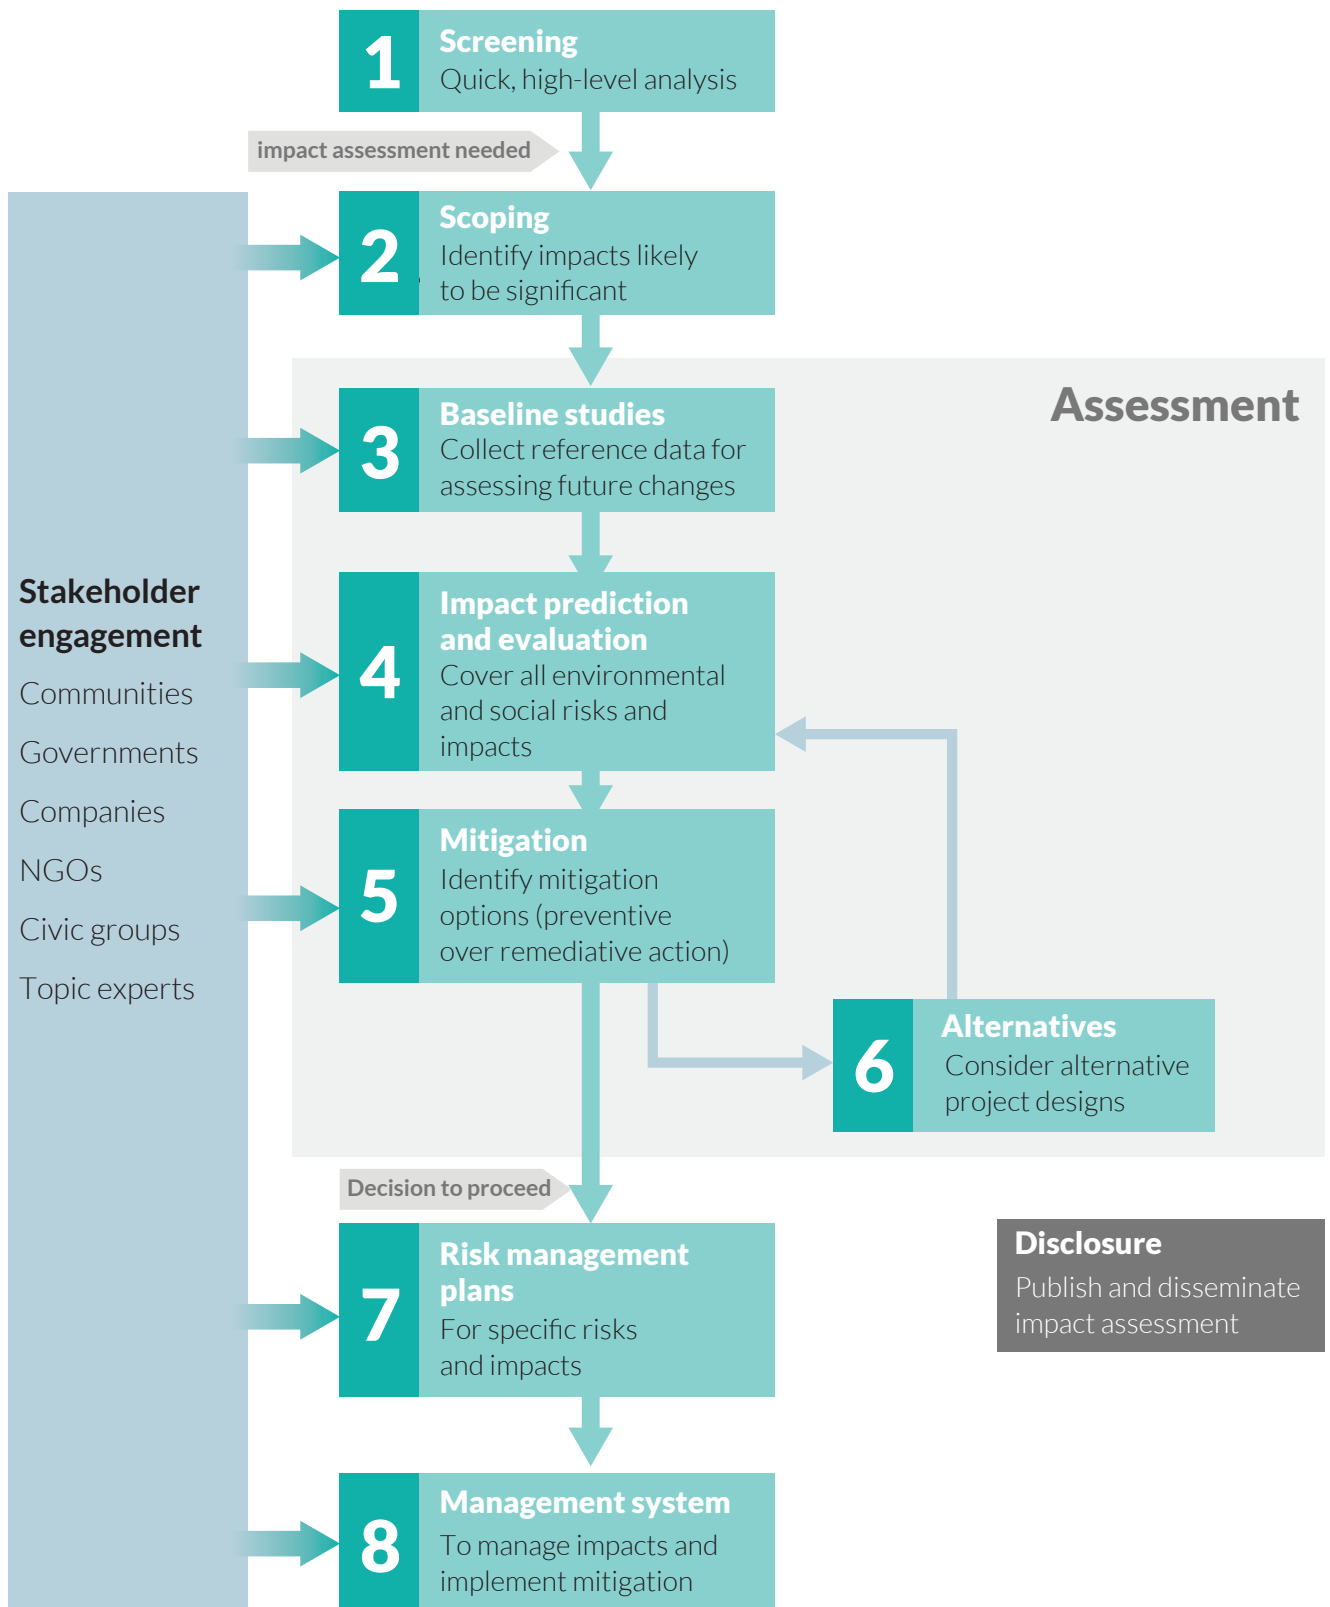 1
Screening
Quick, high-level analysis
impact assessment needed
2
Scoping
Identify impacts likely
to be significant
Assessment
3
Baseline studies
Collect reference data for
assessing future changes
Stakeholder
engagement
Communities
Governments
Companies
NGOs
Civic groups
Topic experts
4
Impact prediction
and evaluation
Cover all environmental
and social risks and
impacts
5
Mitigation
Identify mitigation
options (preventive
over remediative action)
6
Alternatives
Consider alternative
project designs
Decision to proceed
7
Risk management
plans
For specific risks
and impacts
Disclosure
Publish and disseminate
impact assessment
8
Management system
To manage impacts and
implement mitigation